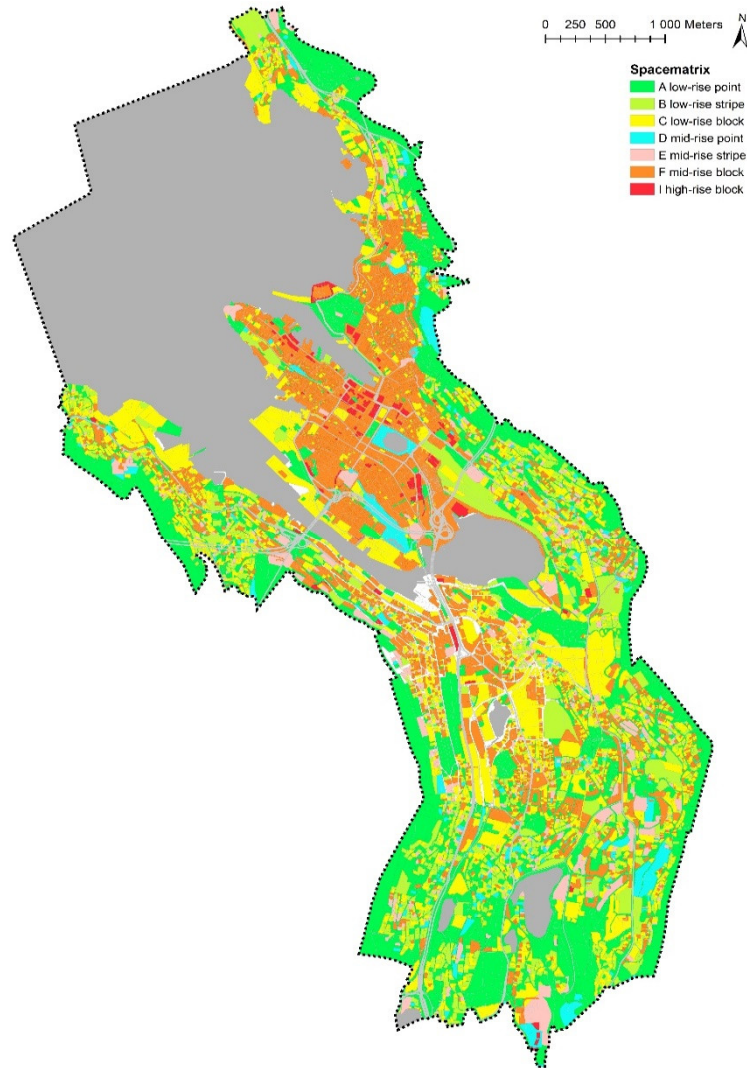 N
0 250 500 1 000 Meters
Spacematrix
A low-rise point
B low-rise stripe
C low-rise block
D mid-rise point
E mid-rise stripe
F mid-rise block
I high-rise block